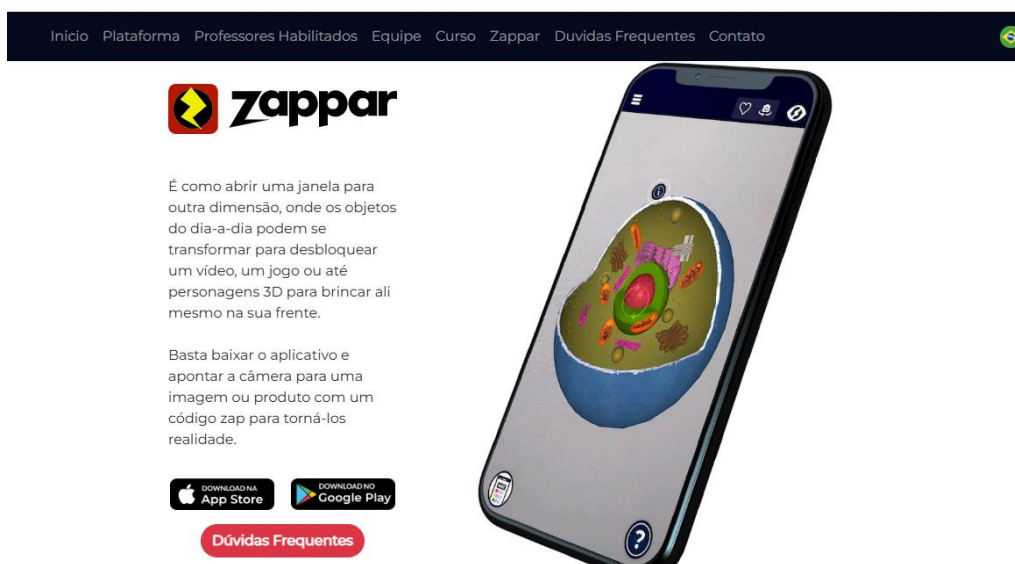 Inicio Plataforma Professores Habilitados Equipe Curso Zappar Duvidas Frequentes Contato
zappar
É como abrir uma janela para
outra dimensão, onde os objetos
do dia-a-dia podem se
transformar para desbloquear
um vídeo, um jogo ou até
personagens 3D para brincar ali
mesmo na sua frente.
Basta baixar o aplicativo e
apontar a câmera para uma
imagem ou produto com um
código zap para torná-los
realidade.
DOWNLOAD NA
App Store
DOWNLOAD NO
Google Play
Dúvidas Frequentes
i
?